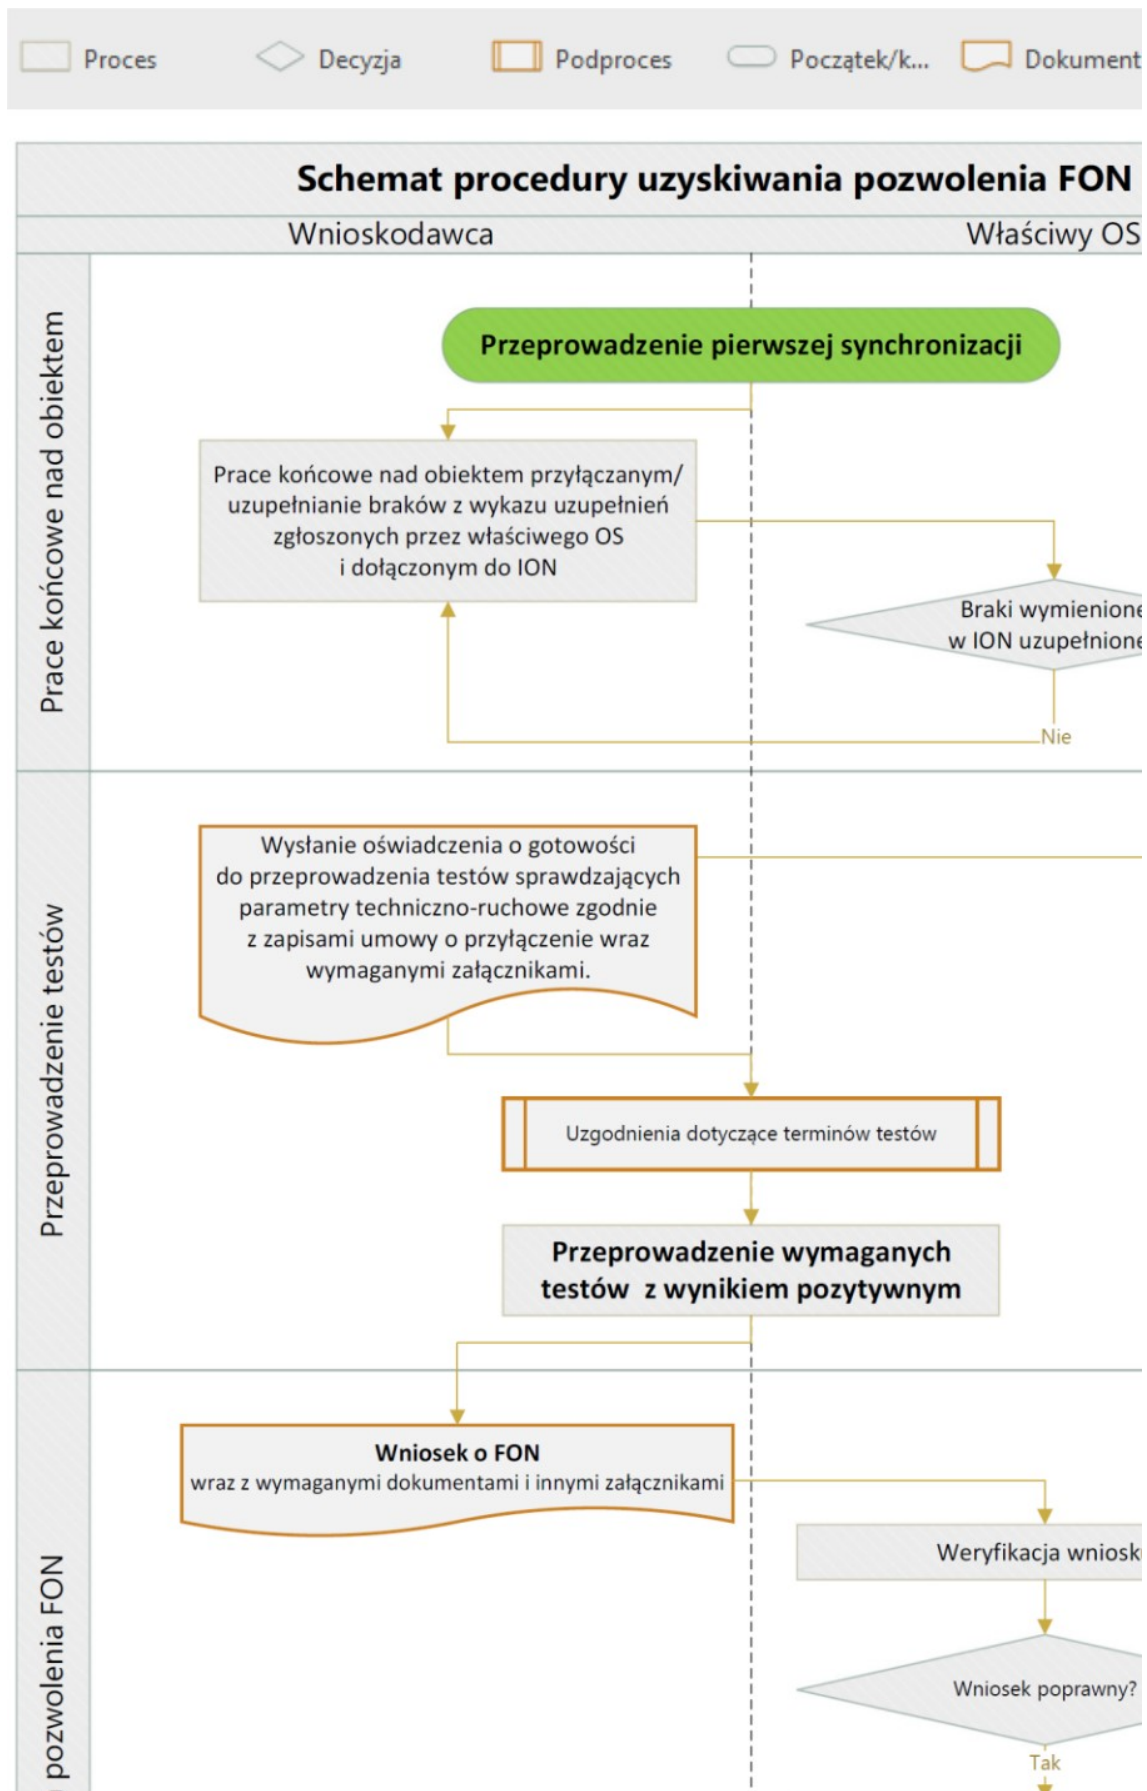 Proces
Decyzja
Podproces
Początek/k...
Dokument
Schemat procedury uzyskiwania pozwolenia FON
Wnioskodawca
Właściwy OS
Prace końcowe nad obiektem
Przeprowadzenie pierwszej synchronizacji
Prace końcowe nad obiektem przyłączanym/
uzupełnianie braków z wykazu uzupełnień
zgłoszonych przez właściwego OS
i dołączonym do ION
Braki wymienione
w ION uzupełnione
Nie
Przeprowadzenie testów
Wysłanie oświadczenia o gotowości
do przeprowadzenia testów sprawdzających
parametry techniczno-ruchowe zgodnie
z zapisami umowy o przyłączenie wraz
wymaganymi załącznikami.
Uzgodnienia dotyczące terminów testów
Przeprowadzenie wymaganych
testów z wynikiem pozytywnym
pozwolenia FON
Wniosek o FON
wraz z wymaganymi dokumentami i innymi załącznikami
Weryfikacja wniosk
Wniosek poprawny?
Tak